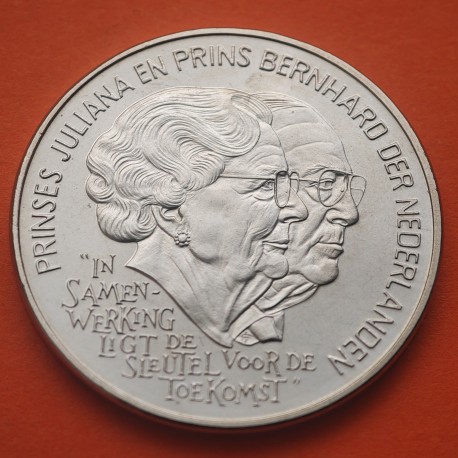 PRINSES JULIANA EN PRINS BERNHARD DER NEDERLANDEN
"IN
SAMEN-
WERKING
LIGT DE
SLEUTEL VOOR DE
TOEKOMST"